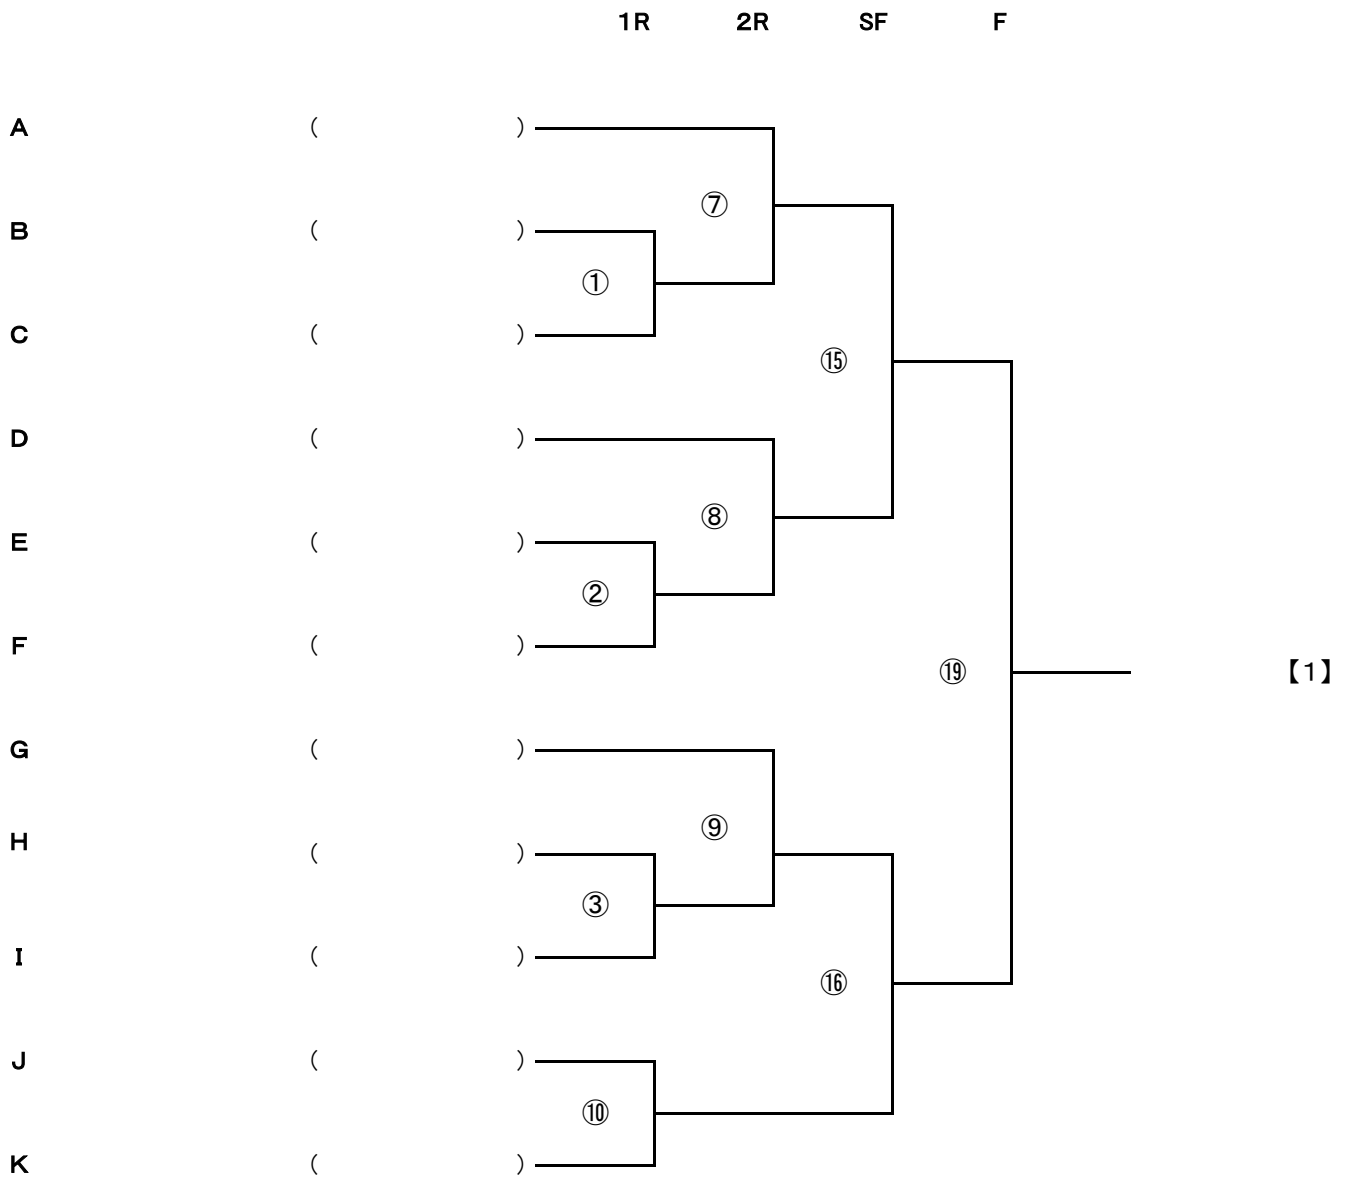 1R 2R SF F
A ( )
⑦
B ( )
①
C ( )
⑮
D ( )
⑧
E ( )
②
F ( )
⑲ 【1】
G ( )
⑨
H ( )
③
I ( )
⑯
J ( )
⑩
K ( )